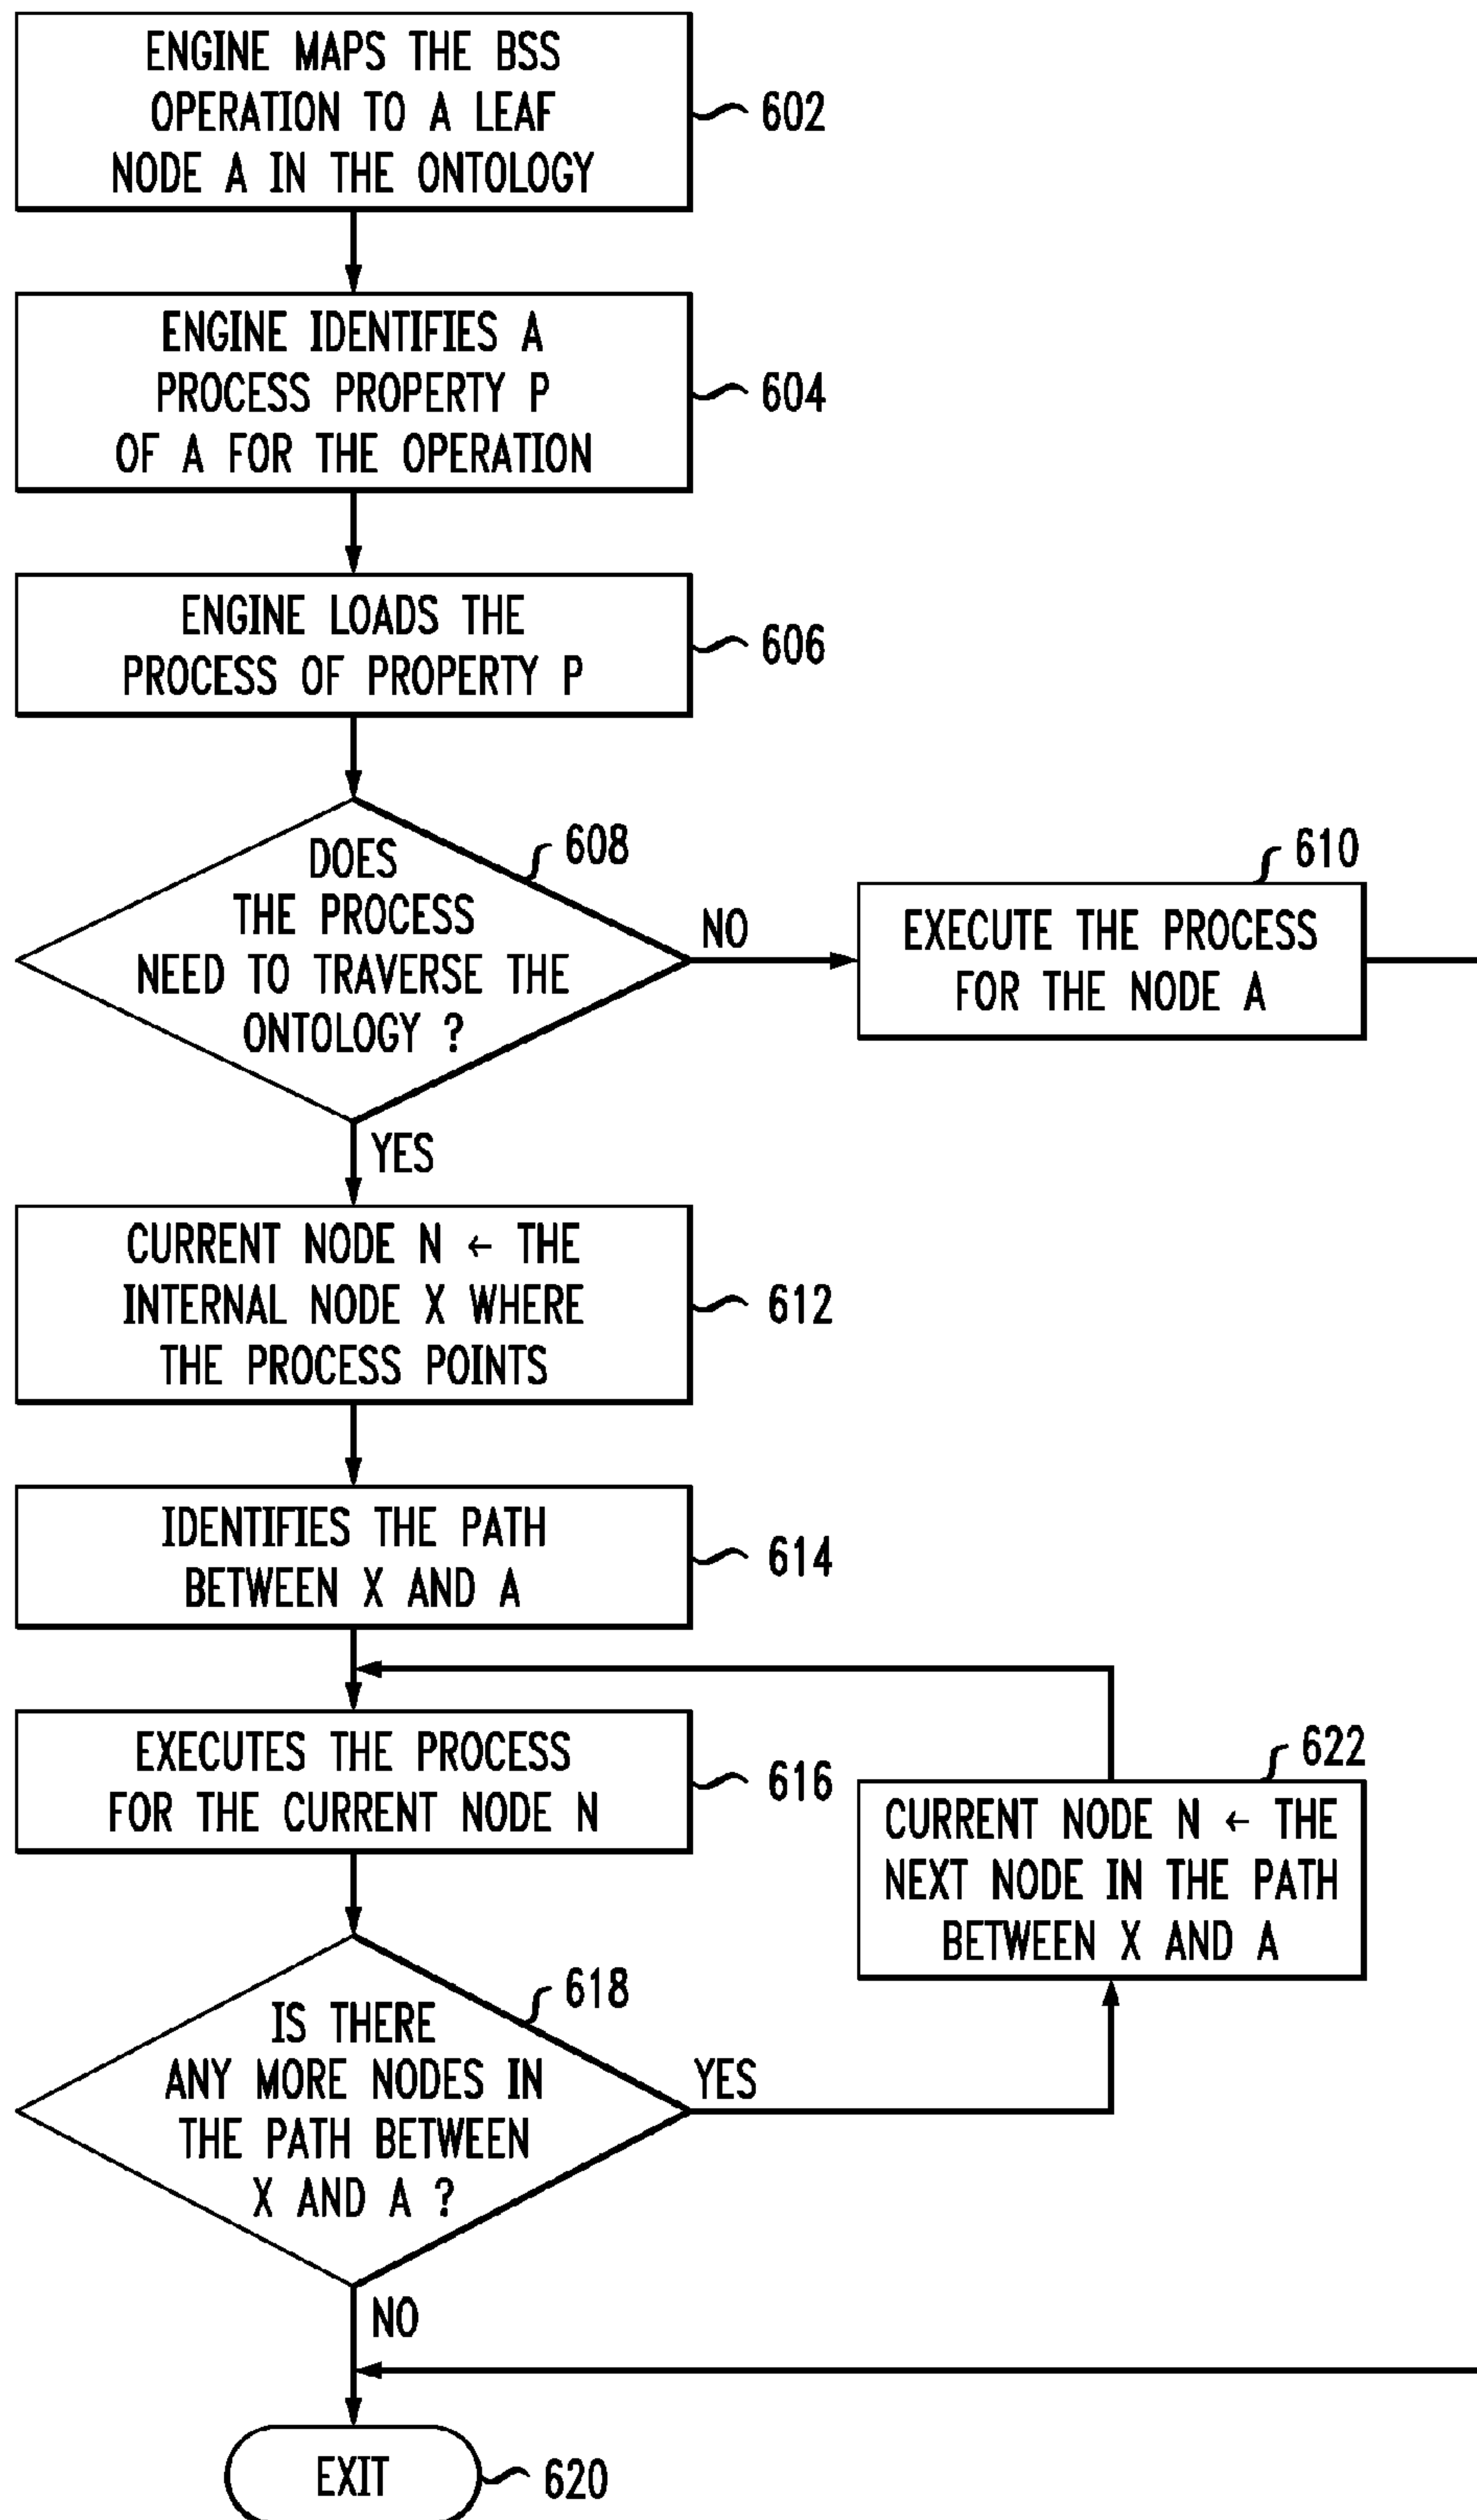 ENGINE MAPS THE BSS
OPERATION TO A LEAF
NODE A IN THE ONTOLOGY
602
ENGINE IDENTIFIES A
PROCESS PROPERTY P
OF A FOR THE OPERATION
604
ENGINE LOADS THE
PROCESS OF PROPERTY P
606
DOES
THE PROCESS
NEED TO TRAVERSE THE
ONTOLOGY ?
608
NO
610
EXECUTE THE PROCESS
FOR THE NODE A
YES
CURRENT NODE N ← THE
INTERNAL NODE X WHERE
THE PROCESS POINTS
612
IDENTIFIES THE PATH
BETWEEN X AND A
614
EXECUTES THE PROCESS
FOR THE CURRENT NODE N
616
622
CURRENT NODE N ← THE
NEXT NODE IN THE PATH
BETWEEN X AND A
IS THERE
ANY MORE NODES IN
THE PATH BETWEEN
X AND A ?
618
YES
NO
EXIT
620